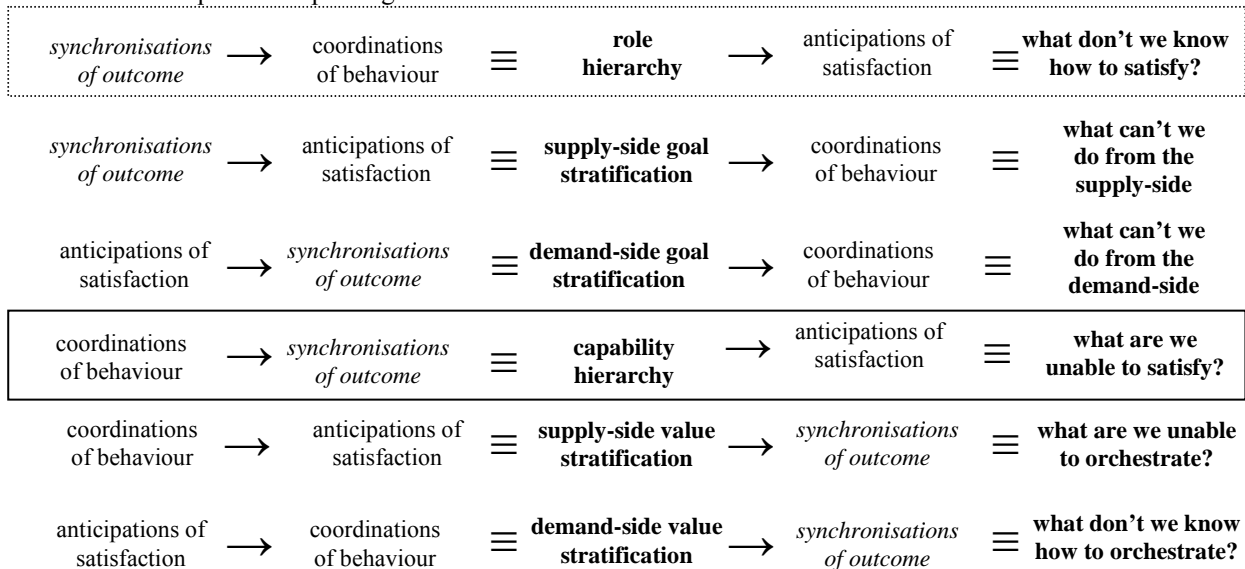 synchronisations
of outcome
→
coordinations
of behaviour
≡
role
hierarchy
→
anticipations of
satisfaction
≡
what don't we know
how to satisfy?
synchronisations
of outcome
→
anticipations of
satisfaction
≡
supply-side goal
stratification
→
coordinations
of behaviour
≡
what can't we
do from the
supply-side
anticipations of
satisfaction
→
synchronisations
of outcome
≡
demand-side goal
stratification
→
coordinations
of behaviour
≡
what can't we
do from the
demand-side
coordinations
of behaviour
→
synchronisations
of outcome
≡
capability
hierarchy
→
anticipations of
satisfaction
≡
what are we
unable to satisfy?
coordinations
of behaviour
→
anticipations of
satisfaction
≡
supply-side value
stratification
→
synchronisations
of outcome
≡
what are we unable
to orchestrate?
anticipations of
satisfaction
→
coordinations
of behaviour
≡
demand-side value
stratification
→
synchronisations
of outcome
≡
what don't we know
how to orchestrate?